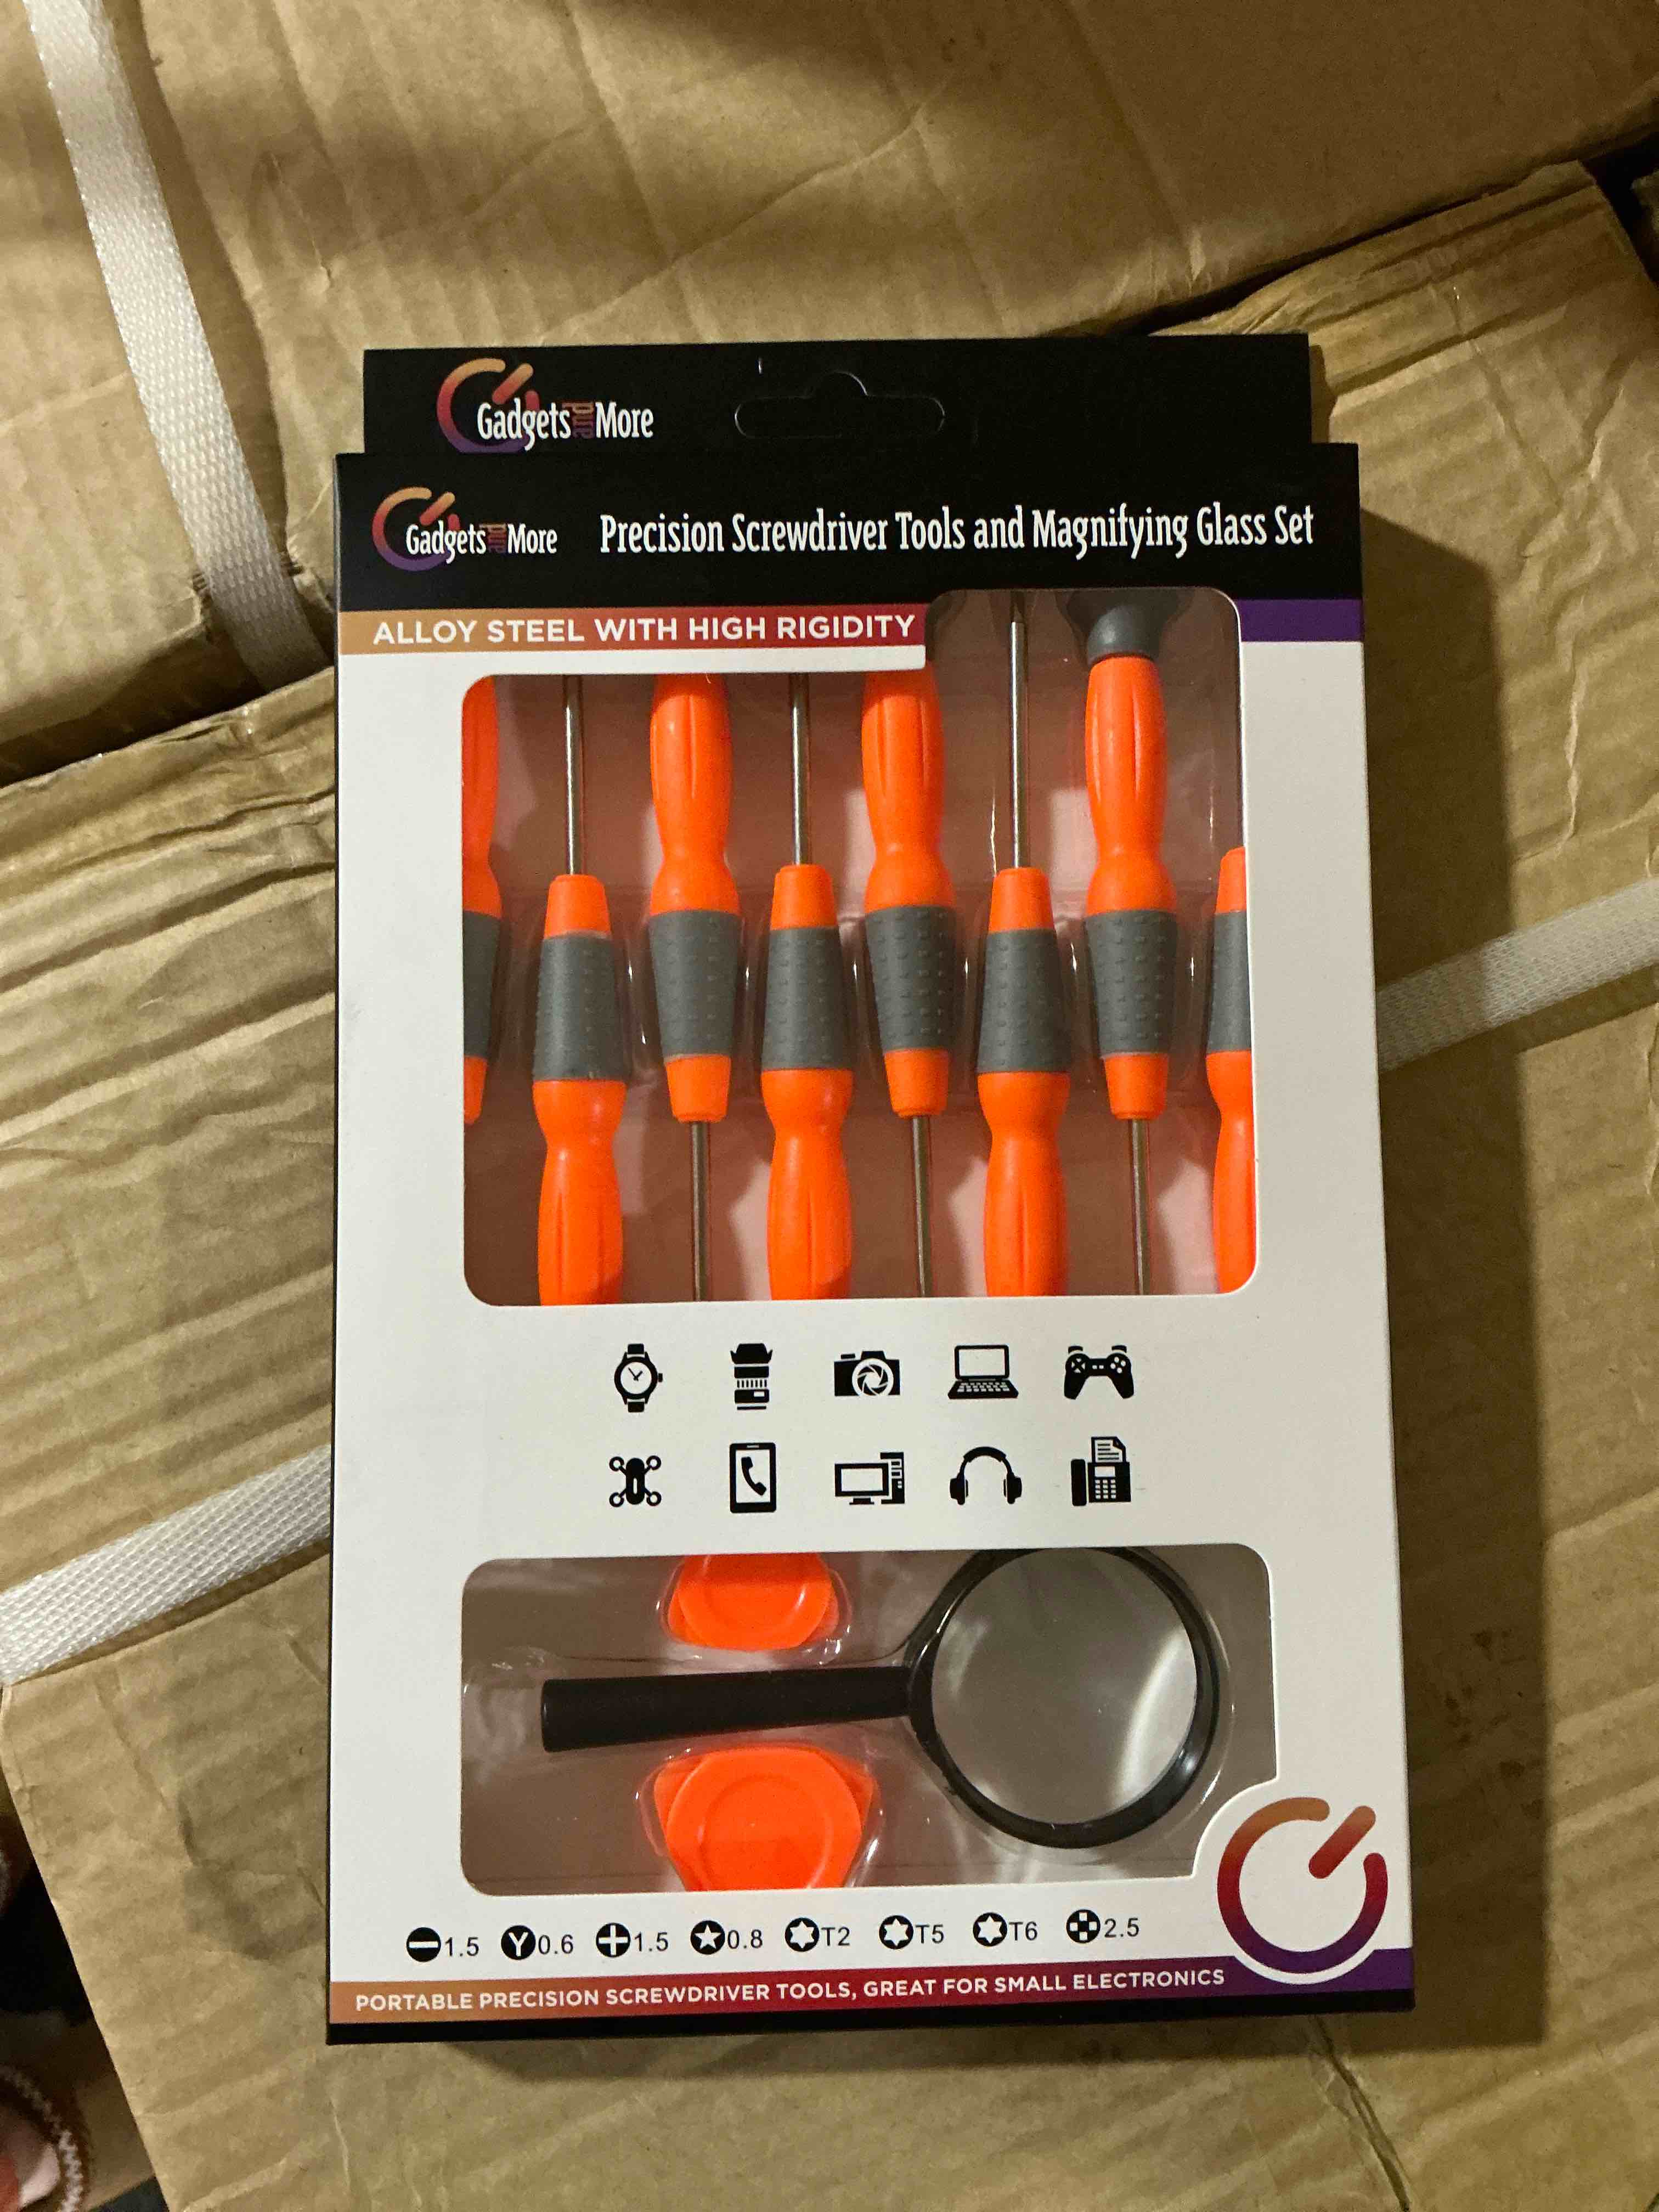 Gadgets and More
Gadgets and More
Precision Screwdriver Tools and Magnifying Glass Set
ALLOY STEEL WITH HIGH RIGIDITY
1.5 Y 0.6 1.5 0.8 T2 T5 T6 2.5
PORTABLE PRECISION SCREWDRIVER TOOLS, GREAT FOR SMALL ELECTRONICS